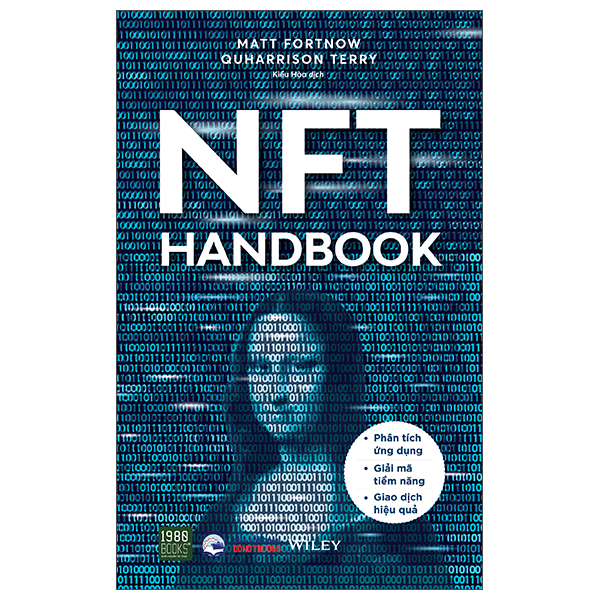 MATT FORTNOW
QUHARRISON TERRY
Kiều Hòa dịch
NFT
HANDBOOK
• Phân tích
ứng dụng
• Giải mã
tiềm năng
• Giao dịch
hiệu quả
1980
BOOKS
WILEY